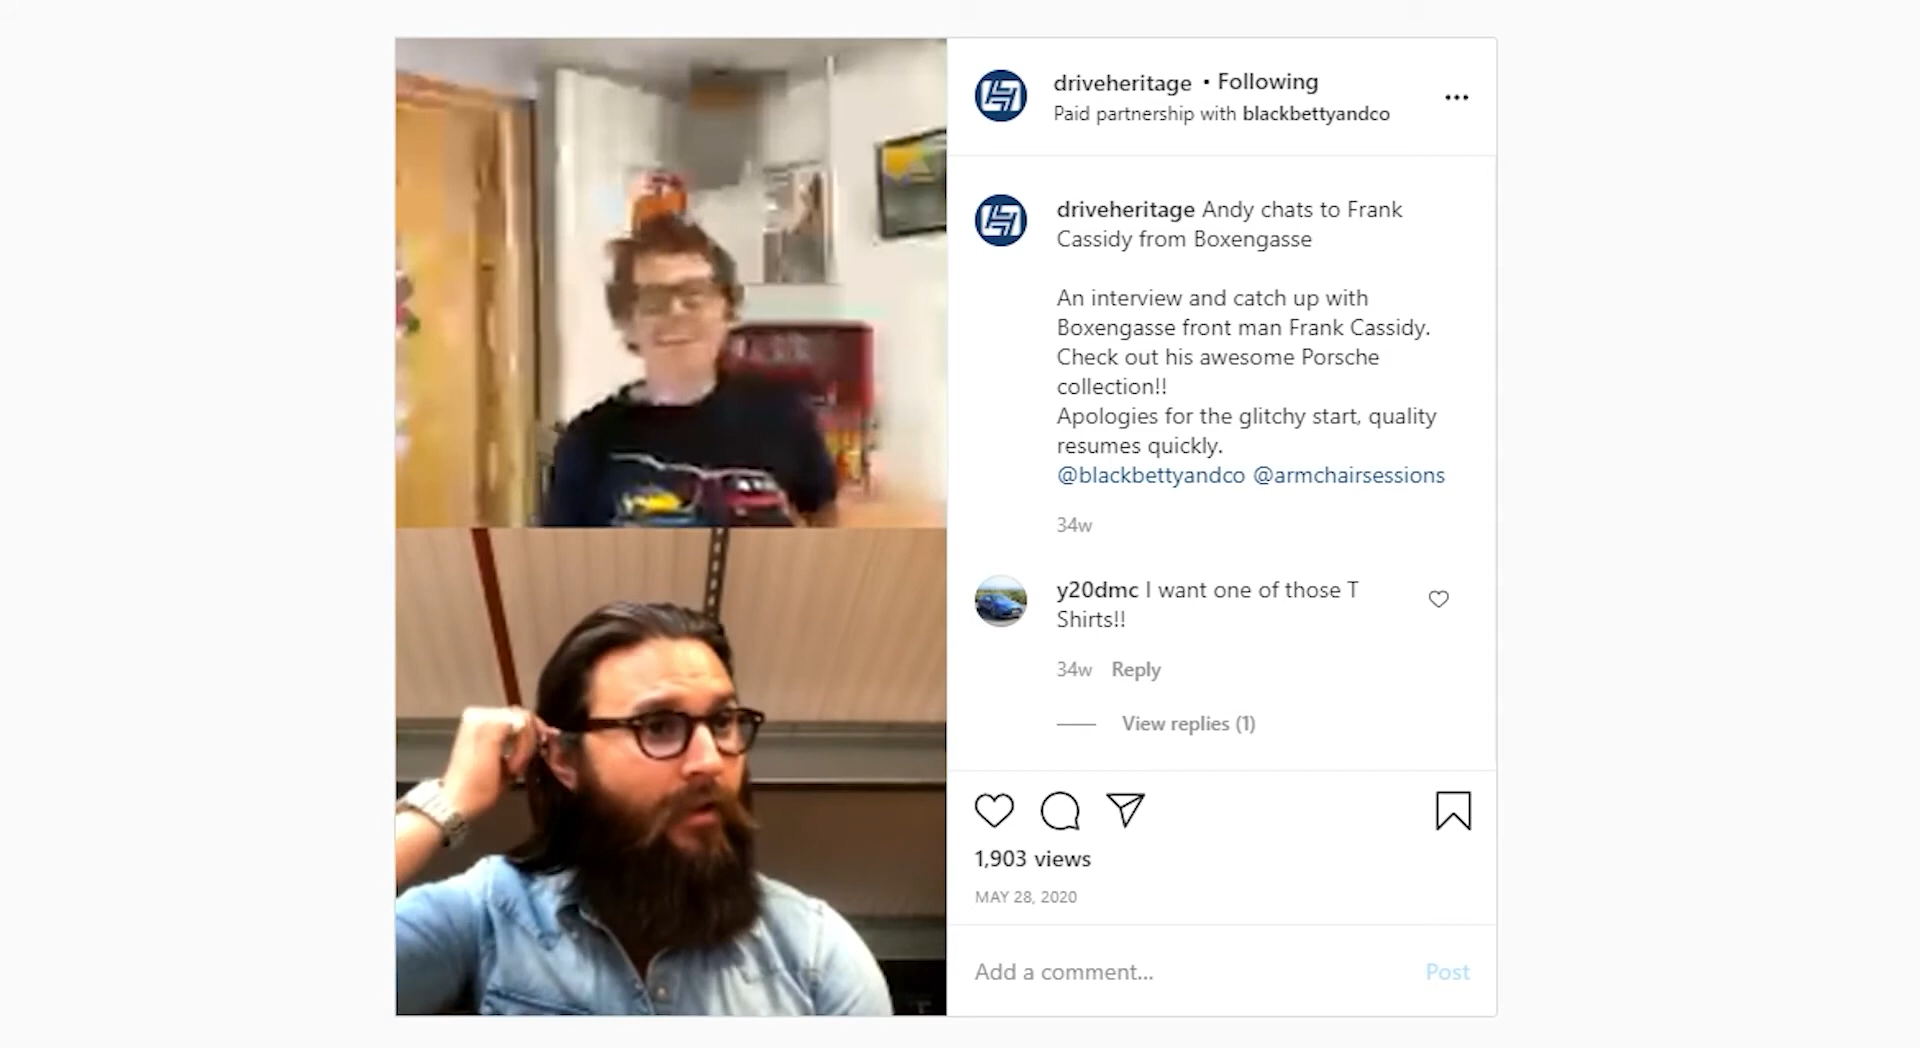 driveheritage • Following
Paid partnership with blackbettyandco
driveheritage Andy chats to Frank
Cassidy from Boxengasse
An interview and catch up with
Boxengasse front man Frank Cassidy.
Check out his awesome Porsche
collection!!
Apologies for the glitchy start, quality
resumes quickly.
@blackbettyandco @armchairsessions
34w
y20dmc I want one of those T
Shirts!!
34w Reply
View replies (1)
1,903 views
MAY 28, 2020
Add a comment... Post